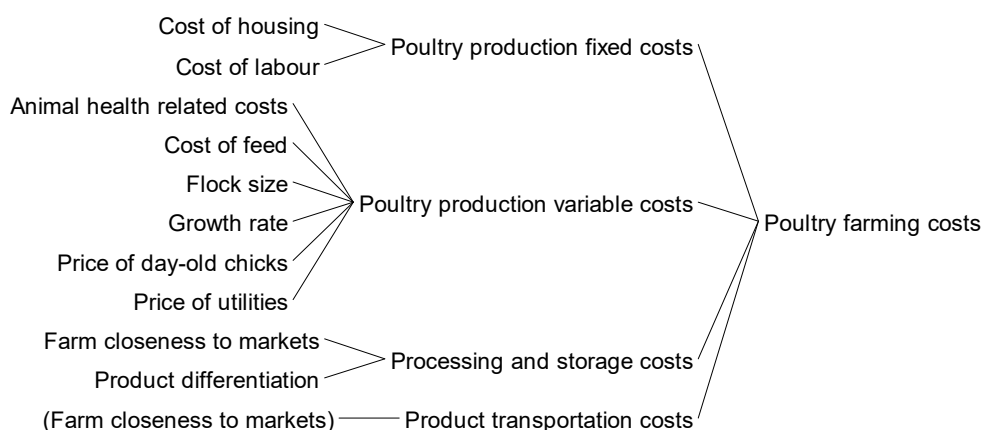 Cost of housing
Poultry production fixed costs
Cost of labour
Animal health related costs
Cost of feed
Flock size
Poultry production variable costs
Growth rate
Poultry farming costs
Price of day-old chicks
Price of utilities
Farm closeness to markets
Processing and storage costs
Product differentiation
(Farm closeness to markets)
Product transportation costs